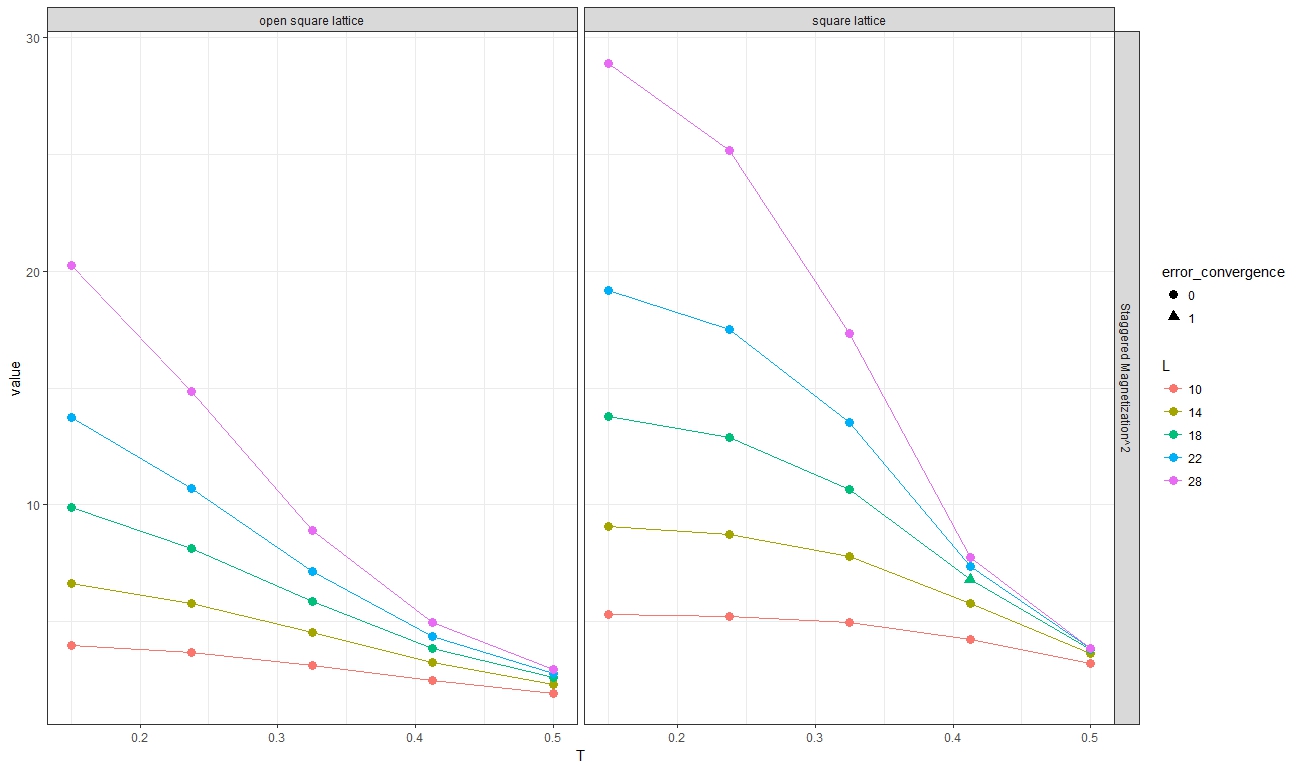 open square lattice
square lattice
30
20
10
value
0.2
0.3
0.4
0.5
0.2
0.3
0.4
0.5
T
Staggered Magnetization^2
error_convergence
0
1
L
10
14
18
22
28